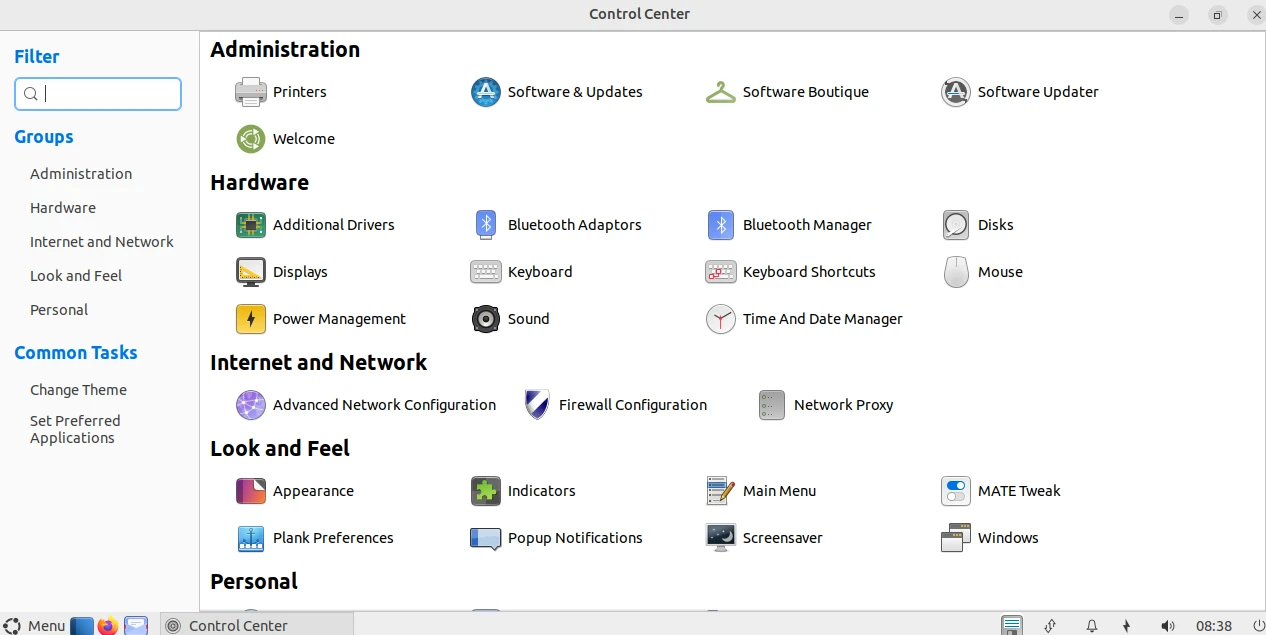 Control Center
Filter
Groups
Administration
Hardware
Internet and Network
Look and Feel
Personal
Common Tasks
Change Theme
Set Preferred
Applications
Administration
Printers
Software & Updates
Software Boutique
Software Updater
Welcome
Hardware
Additional Drivers
Bluetooth Adaptors
Bluetooth Manager
Disks
Displays
Keyboard
Keyboard Shortcuts
Mouse
Power Management
Sound
Time And Date Manager
Internet and Network
Advanced Network Configuration
Firewall Configuration
Network Proxy
Look and Feel
Appearance
Indicators
Main Menu
MATE Tweak
Plank Preferences
Popup Notifications
Screensaver
Windows
Personal
Menu
Control Center
08:38